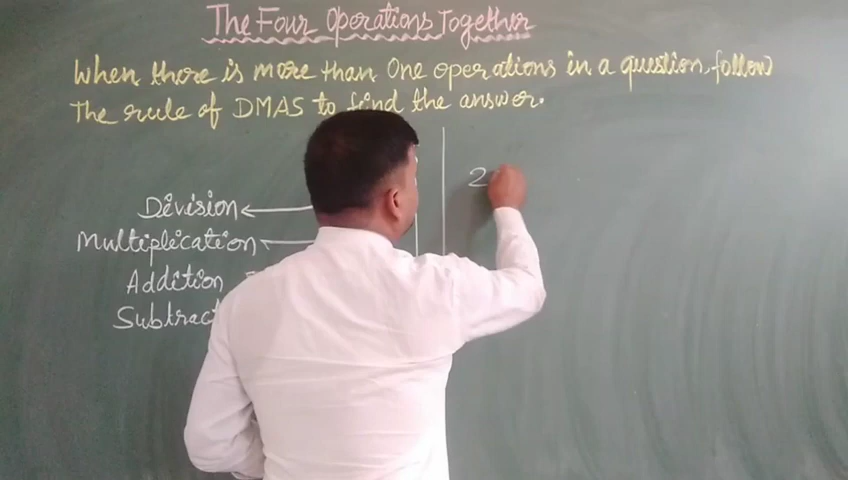 The Four Operations Together
When there is more than One operations in a question, follow
The rule of DMAS to find the answer.
Division
Multiplication
Addition
Subtract
2